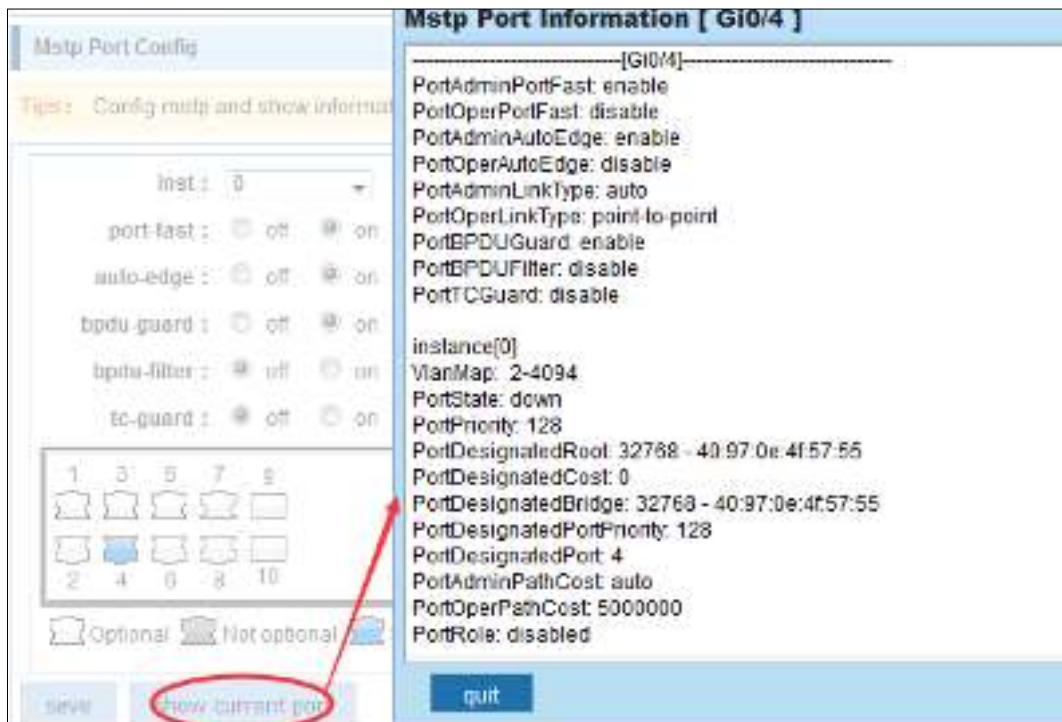 Mstp Port Config
Tips : Config mstp and show informat
inst : 0
port-fast : off on
auto-edge : off on
bpdu-guard : off on
bpdu-filter : off on
tc-guard : off on
1 3 5 7 9
2 4 6 8 10
Optional Not optional
save show current port
Mstp Port Information [ Gi0/4 ]
-------------------------------[Gi0/4]-------------------------------
PortAdminPortFast: enable
PortOperPortFast: disable
PortAdminAutoEdge: enable
PortOperAutoEdge: disable
PortAdminLinkType: auto
PortOperLinkType: point-to-point
PortBPDUGuard: enable
PortBPDUFilter: disable
PortTCGuard: disable
instance[0]
VlanMap: 2-4094
PortState: down
PortPriority: 128
PortDesignatedRoot: 32768 - 40:97:0e:4f:57:55
PortDesignatedCost: 0
PortDesignatedBridge: 32768 - 40:97:0e:4f:57:55
PortDesignatedPortPriority: 128
PortDesignatedPort: 4
PortAdminPathCost: auto
PortOperPathCost: 5000000
PortRole: disabled
quit